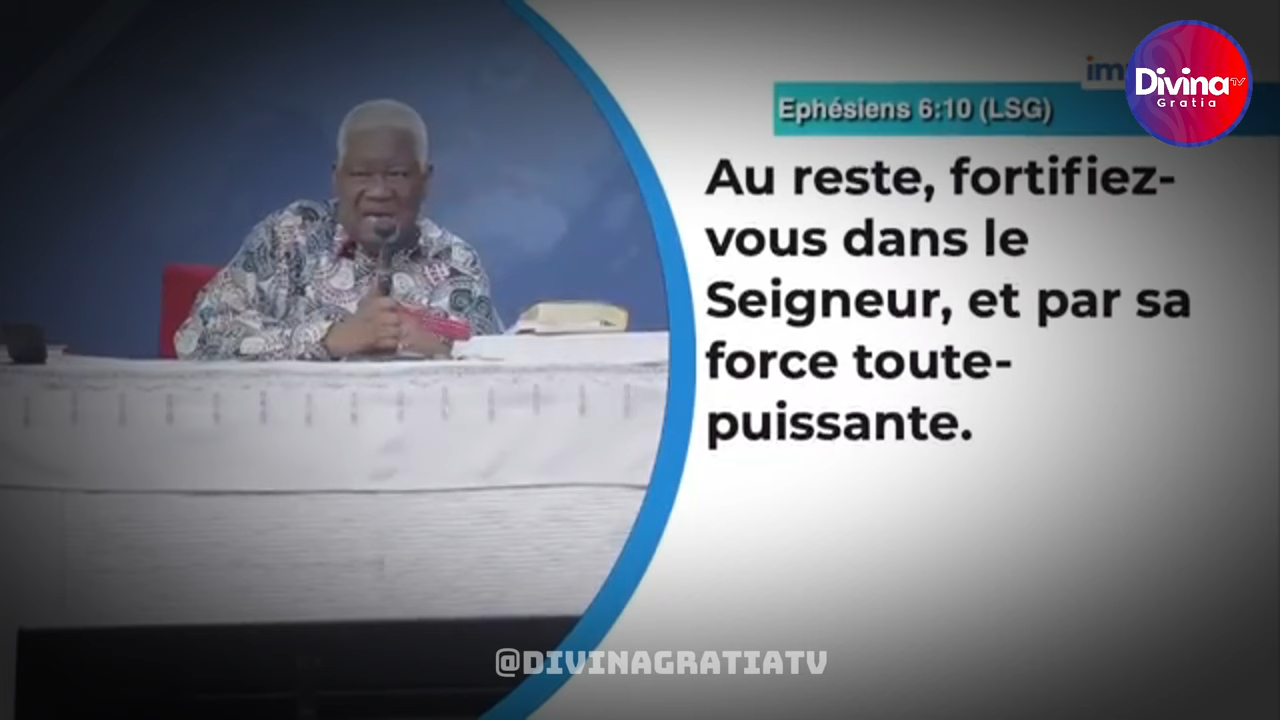 Divina TV
Gratia
Ephésiens 6:10 (LSG)
Au reste, fortifiez-
vous dans le
Seigneur, et par sa
force toute-
puissante.
@DIVINAGRATIATV